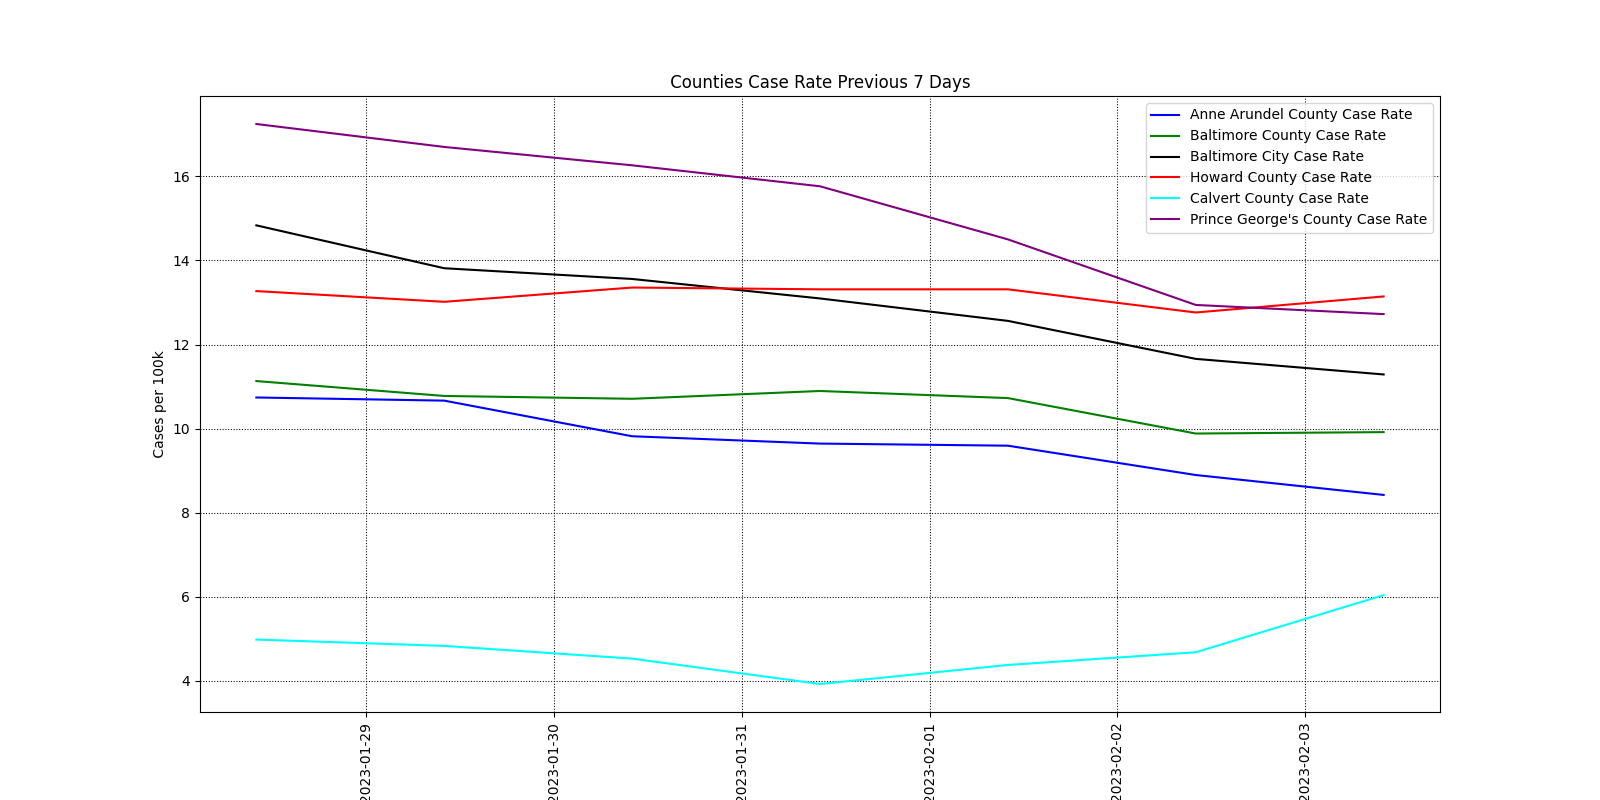 Counties Case Rate Previous 7 Days
Anne Arundel County Case Rate
Baltimore County Case Rate
Baltimore City Case Rate
Howard County Case Rate
Calvert County Case Rate
Prince George's County Case Rate
Cases per 100k
16
14
12
10
8
6
4
2023-01-29
2023-01-30
2023-01-31
2023-02-01
2023-02-02
2023-02-03